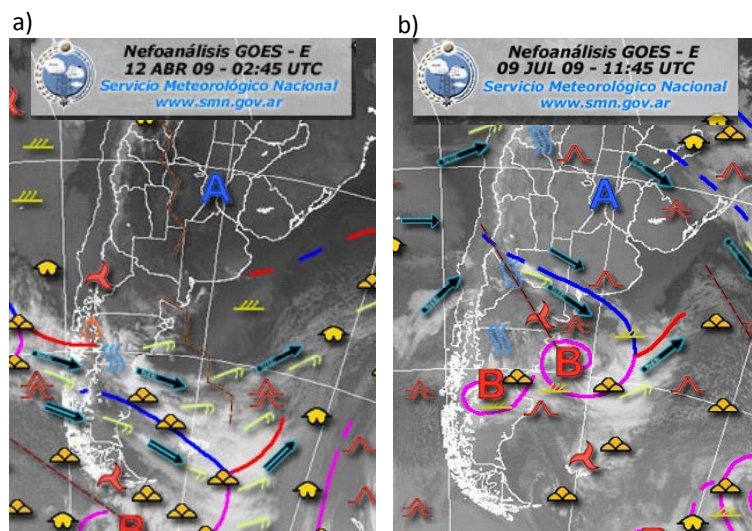 a)
Nefoanálisis GOES - E
12 ABR 09 - 02:45 UTC
Servicio Meteorológico Nacional
www.smn.gov.ar
A
B
b)
Nefoanálisis GOES - E
09 JUL 09 - 11:45 UTC
Servicio Meteorológico Nacional
www.smn.gov.ar
A
B
B